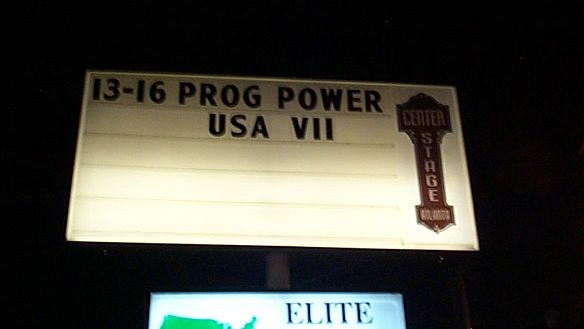 13-16 PROG POWER
USA VII
CENTER
STAGE
ELITE